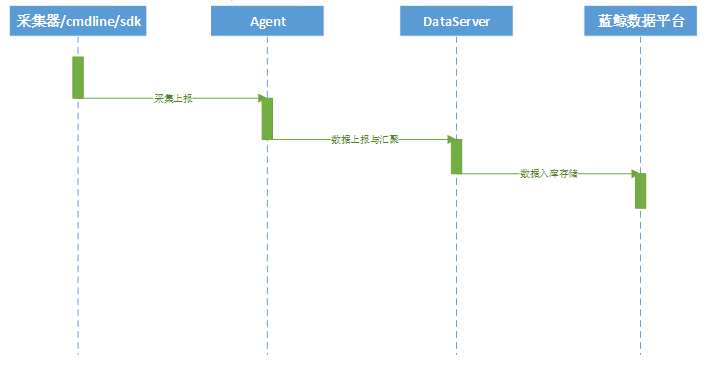 采集器/cmdline/sdk
Agent
DataServer
蓝鲸数据平台
采集上报
数据上报与汇聚
数据入库存储